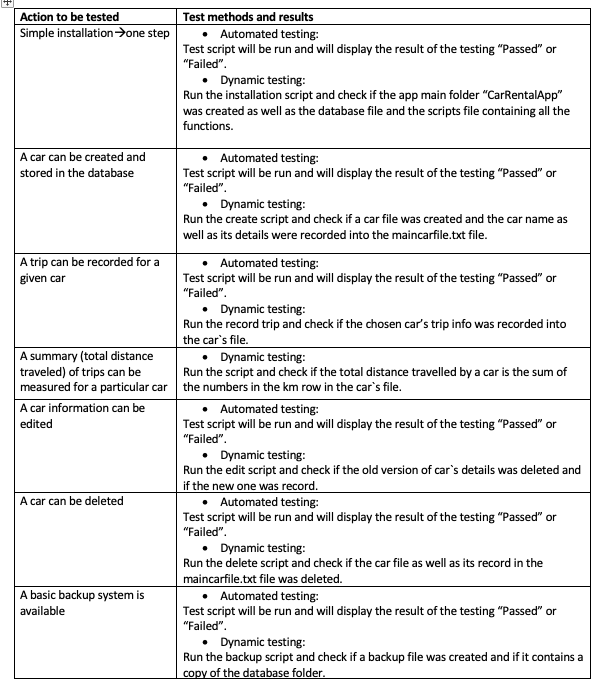 Action to be tested
Test methods and results
Simple installation→one step
• Automated testing:
Test script will be run and will display the result of the testing "Passed" or
"Failed".
• Dynamic testing:
Run the installation script and check if the app main folder "CarRentalApp"
was created as well as the database file and the scripts file containing all the
functions.
A car can be created and
stored in the database
• Automated testing:
Test script will be run and will display the result of the testing "Passed" or
"Failed".
• Dynamic testing:
Run the create script and check if a car file was created and the car name as
well as its details were recorded into the maincarfile.txt file.
A trip can be recorded for a
given car
• Automated testing:
Test script will be run and will display the result of the testing "Passed" or
"Failed".
• Dynamic testing:
Run the record trip and check if the chosen car's trip info was recorded into
the car`s file.
A summary (total distance
traveled) of trips can be
measured for a particular car
• Dynamic testing:
Run the script and check if the total distance travelled by a car is the sum of
the numbers in the km row in the car`s file.
A car information can be
edited
• Automated testing:
Test script will be run and will display the result of the testing "Passed" or
"Failed".
• Dynamic testing:
Run the edit script and check if the old version of car`s details was deleted and
if the new one was record.
A car can be deleted
• Automated testing:
Test script will be run and will display the result of the testing "Passed" or
"Failed".
• Dynamic testing:
Run the delete script and check if the car file as well as its record in the
maincarfile.txt file was deleted.
A basic backup system is
available
• Automated testing:
Test script will be run and will display the result of the testing "Passed" or
"Failed".
• Dynamic testing:
Run the backup script and check if a backup file was created and if it contains a
copy of the database folder.